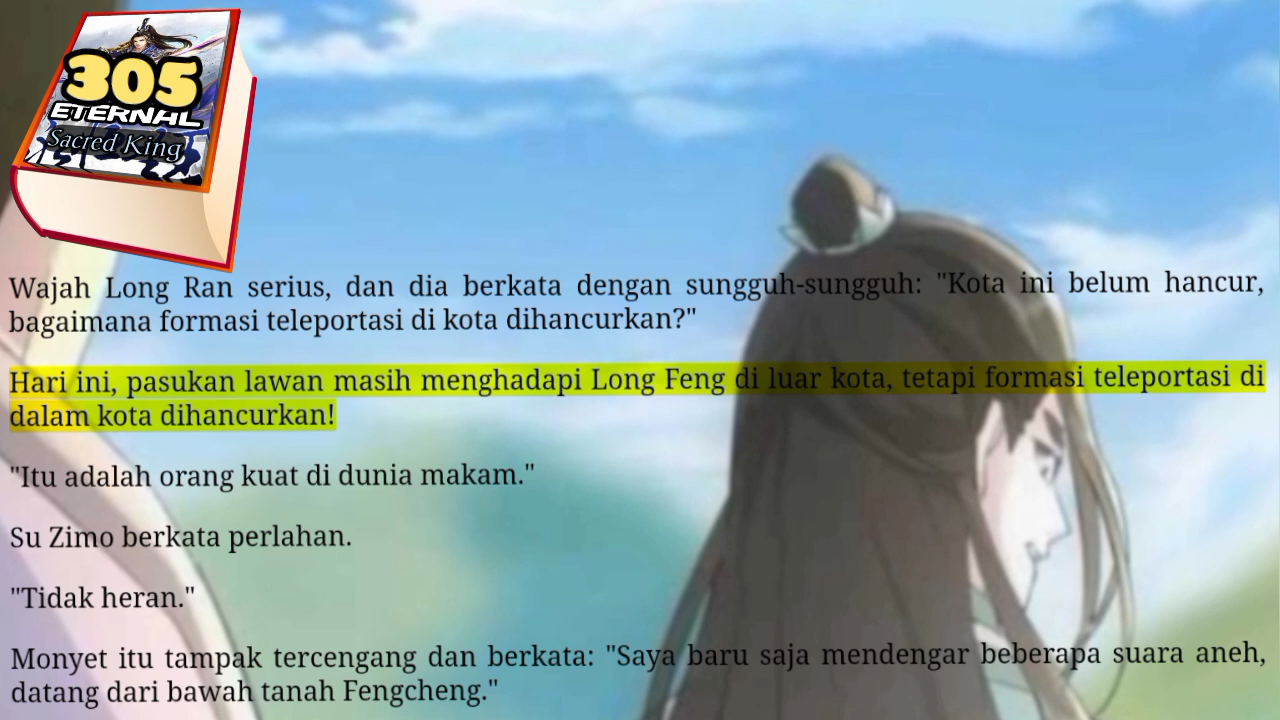 305
ETERNAL
Sacred King
Wajah Long Ran serius, dan dia berkata dengan sungguh-sungguh: "Kota ini belum hancur,
bagaimana formasi teleportasi di kota dihancurkan?"
Hari ini, pasukan lawan masih menghadapi Long Feng di luar kota, tetapi formasi teleportasi di
dalam kota dihancurkan!
"Itu adalah orang kuat di dunia makam."
Su Zimo berkata perlahan.
"Tidak heran."
Monyet itu tampak tercengang dan berkata: "Saya baru saja mendengar beberapa suara aneh,
datang dari bawah tanah Fengcheng."